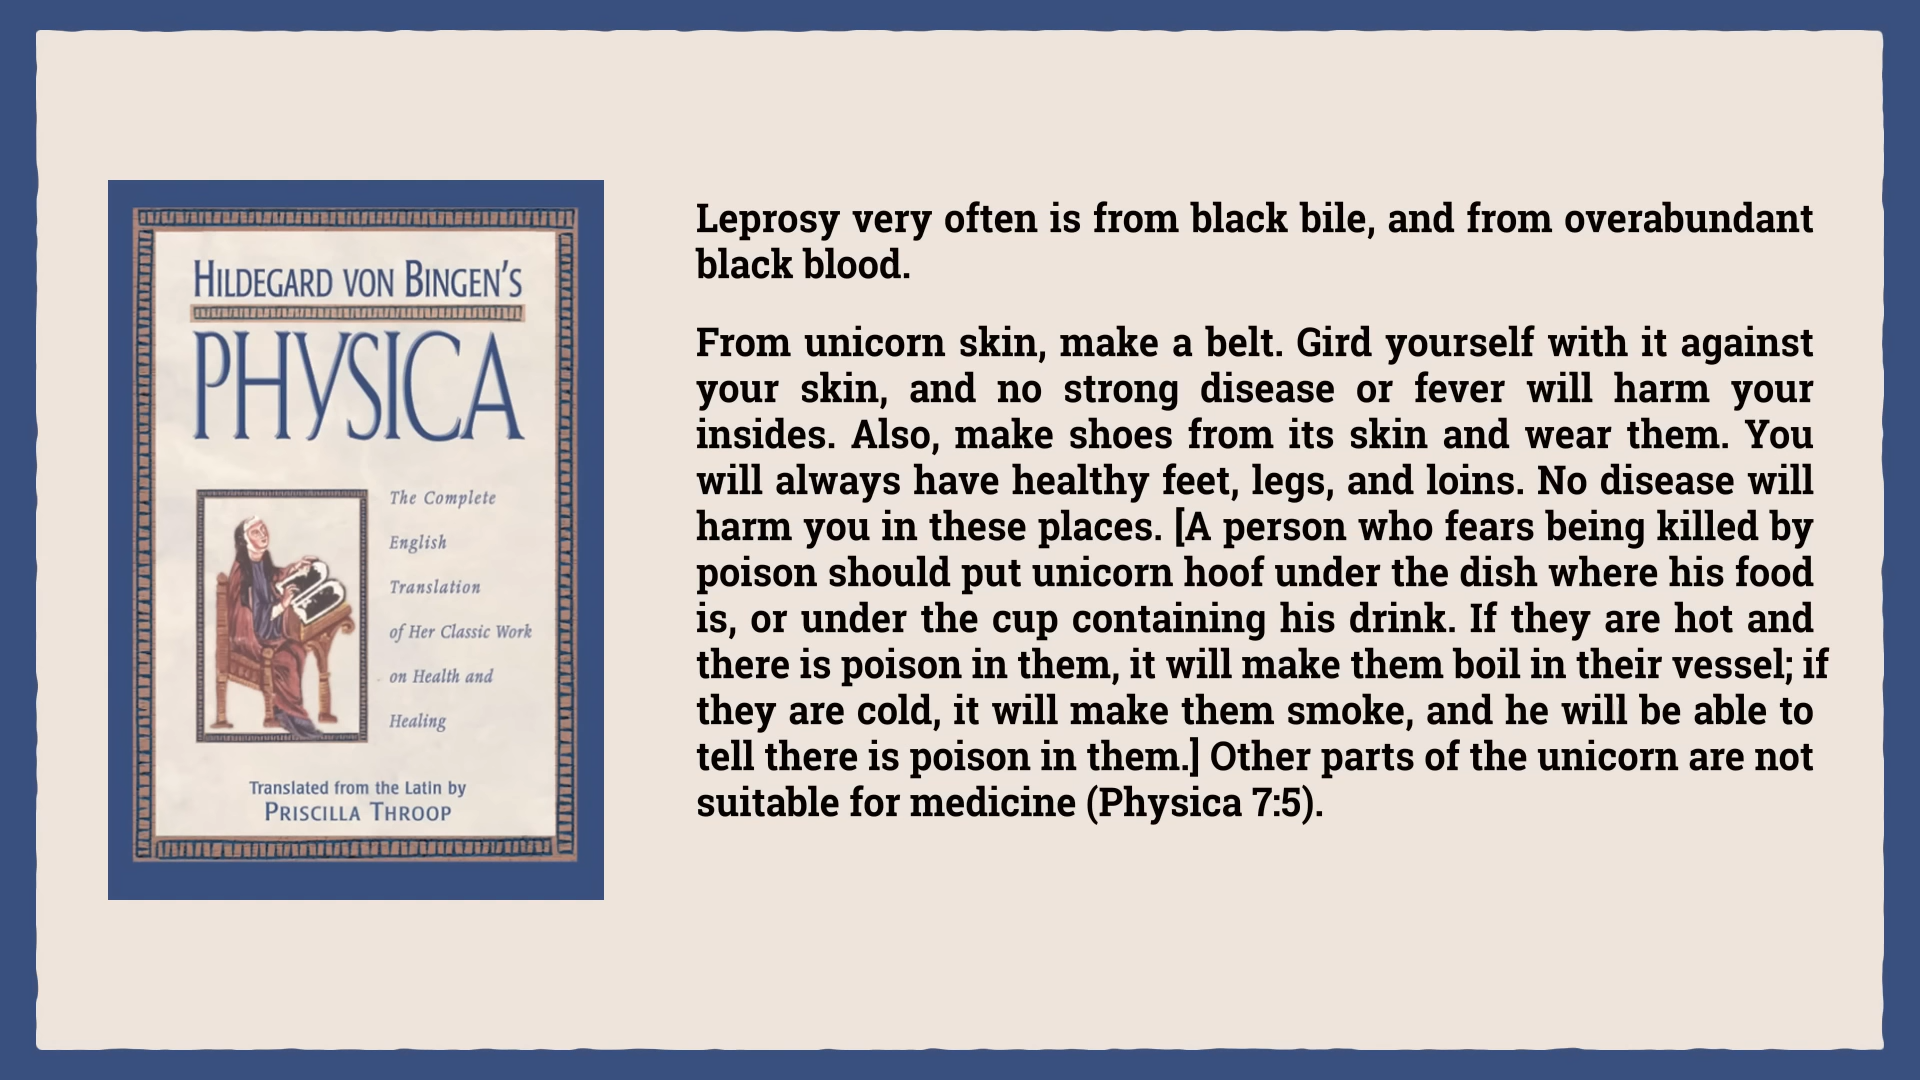 HILDEGARD VON BINGEN'S
PHYSICA
The Complete
English
Translation
of Her Classic Work
on Health and
Healing
Translated from the Latin by
PRISCILLA THROOP
Leprosy very often is from black bile, and from overabundant
black blood.
From unicorn skin, make a belt. Gird yourself with it against
your skin, and no strong disease or fever will harm your
insides. Also, make shoes from its skin and wear them. You
will always have healthy feet, legs, and loins. No disease will
harm you in these places. [A person who fears being killed by
poison should put unicorn hoof under the dish where his food
is, or under the cup containing his drink. If they are hot and
there is poison in them, it will make them boil in their vessel; if
they are cold, it will make them smoke, and he will be able to
tell there is poison in them.] Other parts of the unicorn are not
suitable for medicine (Physica 7:5).